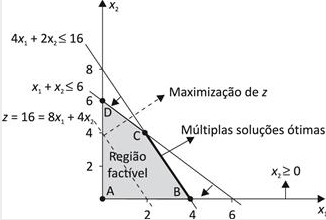 x₂
4x₁ + 2x₂ ≤ 16
8
x₁ + x₂ ≤ 6
6
D
Maximização de z
z = 16 = 8x₁ + 4x₂
4
C
Múltiplas soluções ótimas
Região
factível
2
x₂ ≥ 0
A
B
2
4
6